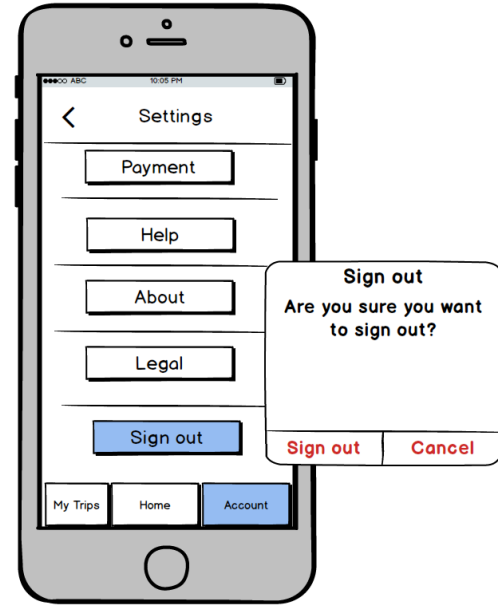 ●●●○○ ABC 10:05 PM
Settings
Payment
Help
About
Legal
Sign out
My Trips Home Account
Sign out
Are you sure you want
to sign out?
Sign out Cancel